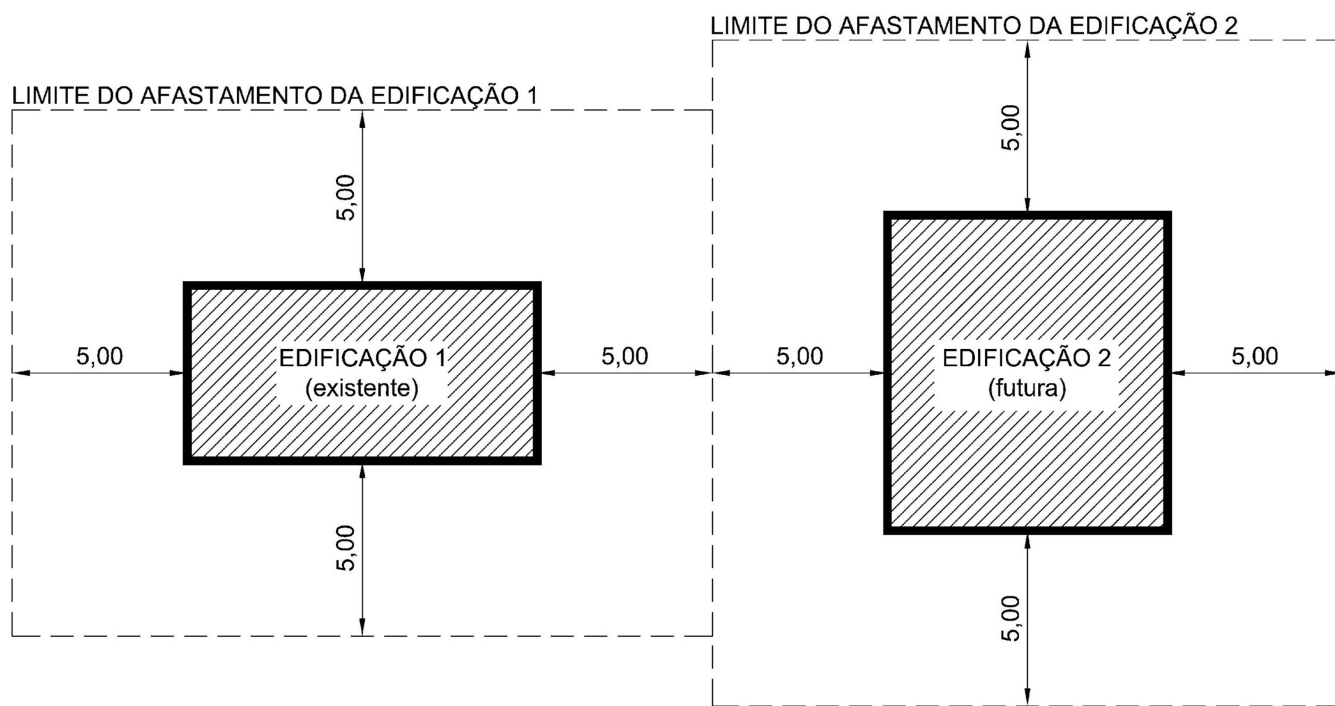 LIMITE DO AFASTAMENTO DA EDIFICAÇÃO 2
LIMITE DO AFASTAMENTO DA EDIFICAÇÃO 1
5,00
5,00
5,00
EDIFICAÇÃO 1
(existente)
5,00
5,00
EDIFICAÇÃO 2
(futura)
5,00
5,00
5,00